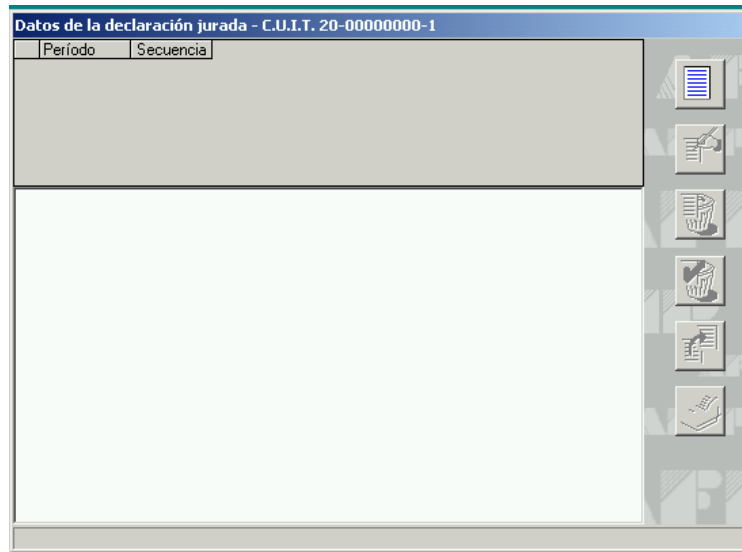 Datos de la declaración jurada - C.U.I.T. 20-00000000-1
Período Secuencia